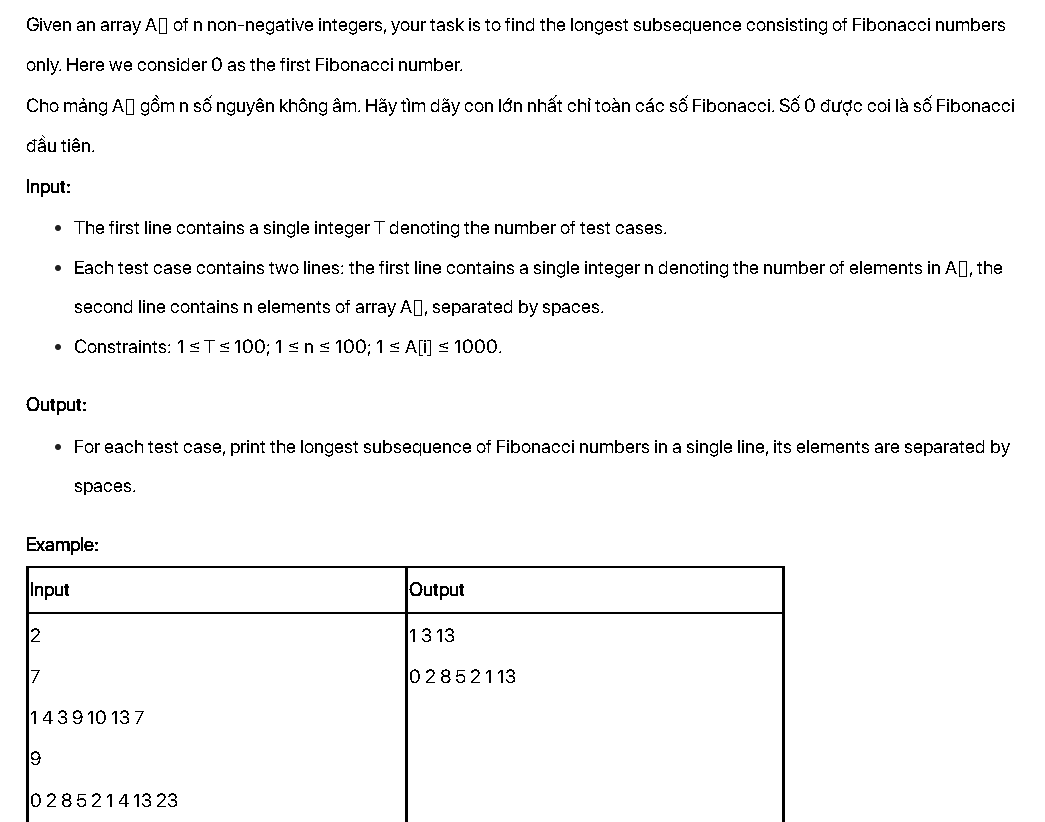 Given an array A[] of n non-negative integers, your task is to find the longest subsequence consisting of Fibonacci numbers
only. Here we consider 0 as the first Fibonacci number.
Cho mảng A[] gồm n số nguyên không âm. Hãy tìm dãy con lớn nhất chỉ toàn các số Fibonacci. Số 0 được coi là số Fibonacci
đầu tiên.
Input:
• The first line contains a single integer T denoting the number of test cases.
• Each test case contains two lines: the first line contains a single integer n denoting the number of elements in A[], the
second line contains n elements of array A[], separated by spaces.
• Constraints: 1 ≤ T ≤ 100; 1 ≤ n ≤ 100; 1 ≤ A[i] ≤ 1000.
Output:
• For each test case, print the longest subsequence of Fibonacci numbers in a single line, its elements are separated by
spaces.
Example:
Input Output
2
7
1 4 3 9 10 13 7
9
0 2 8 5 2 1 4 13 23
1 3 13
0 2 8 5 2 1 13